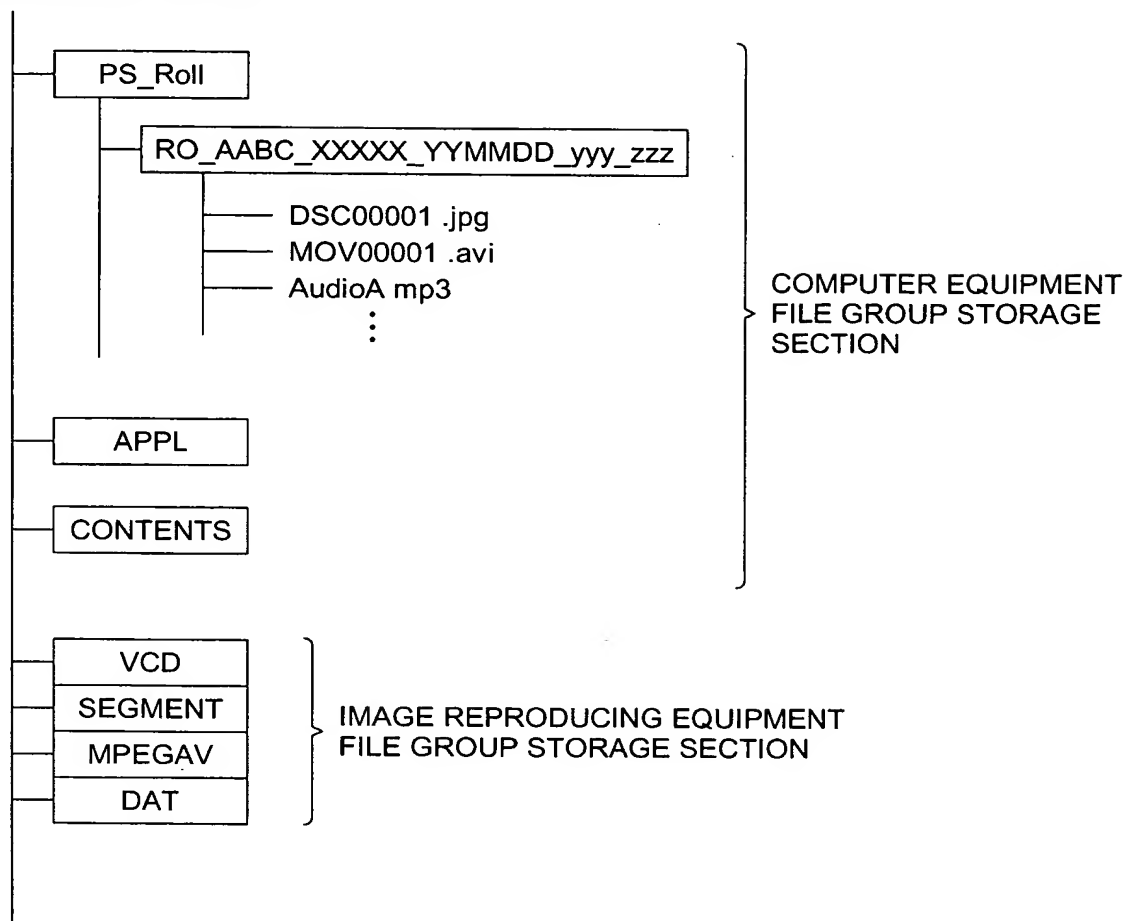 PS_Roll
RO_AABC_XXXXX_YYMMDD_yyy_zzz
DSC00001 .jpg
MOV00001 .avi
AudioA mp3
COMPUTER EQUIPMENT
FILE GROUP STORAGE
SECTION
APPL
CONTENTS
VCD
SEGMENT
MPEGAV
DAT
IMAGE REPRODUCING EQUIPMENT
FILE GROUP STORAGE SECTION